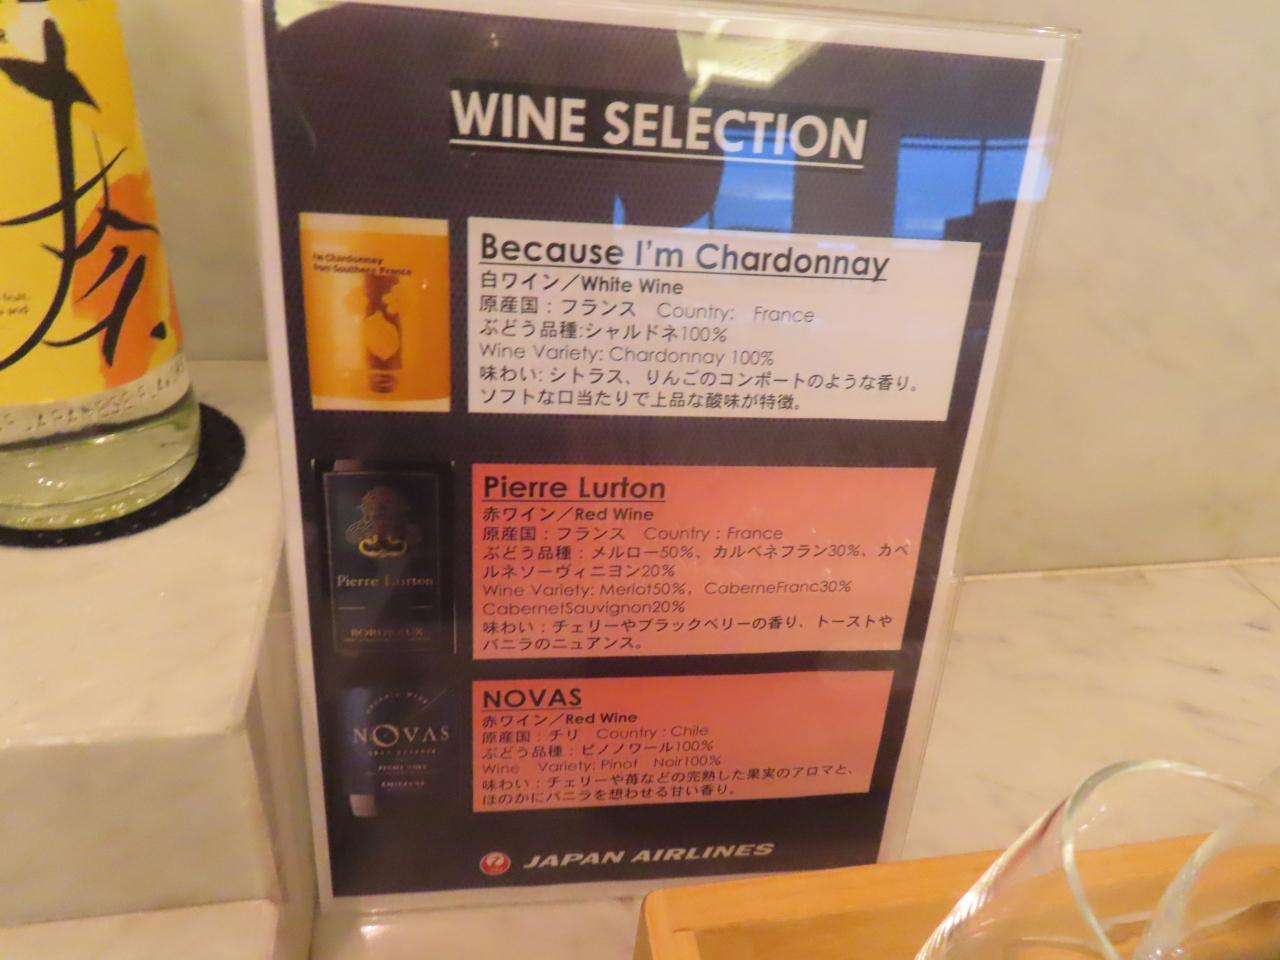 WINE SELECTION
I'm Chardonnay
from Southern France
Because I'm Chardonnay
白ワイン／White Wine
原産国：フランス　Country:　France
ぶどう品種:シャルドネ100%
Wine Variety: Chardonnay 100%
味わい: シトラス、りんごのコンポートのような香り。
ソフトな口当たりで上品な酸味が特徴。
Pierre Lurton
BORDEAUX
Pierre Lurton
赤ワイン／Red Wine
原産国：フランス　Country : France
ぶどう品種：メルロー50%、カルベネフラン30%、カベ
ルネソーヴィニヨン20%
Wine Variety: Merlot50%, CaberneFranc30%
CabernetSauvignon20%
味わい：チェリーやブラックベリーの香り、トーストや
バニラのニュアンス。
NOVAS
NOVAS
赤ワイン／Red Wine
原産国：チリ　Country : Chile
ぶどう品種：ピノノワール100%
Wine　Variety: Pinot　Noir100%
味わい：チェリーや苺などの完熟した果実のアロマと、
ほのかにバニラを想わせる甘い香り。
JAPAN AIRLINES